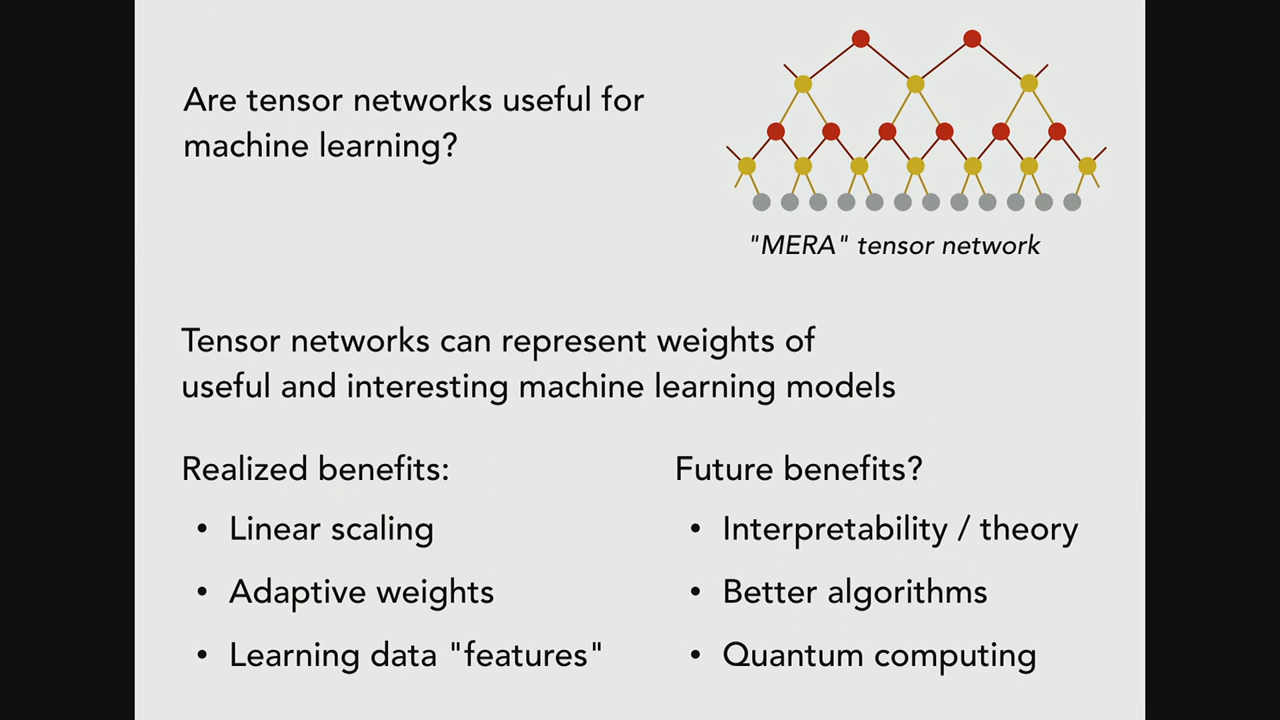 Are tensor networks useful for
machine learning?
"MERA" tensor network
Tensor networks can represent weights of
useful and interesting machine learning models
Realized benefits:
• Linear scaling
• Adaptive weights
• Learning data "features"
Future benefits?
• Interpretability / theory
• Better algorithms
• Quantum computing